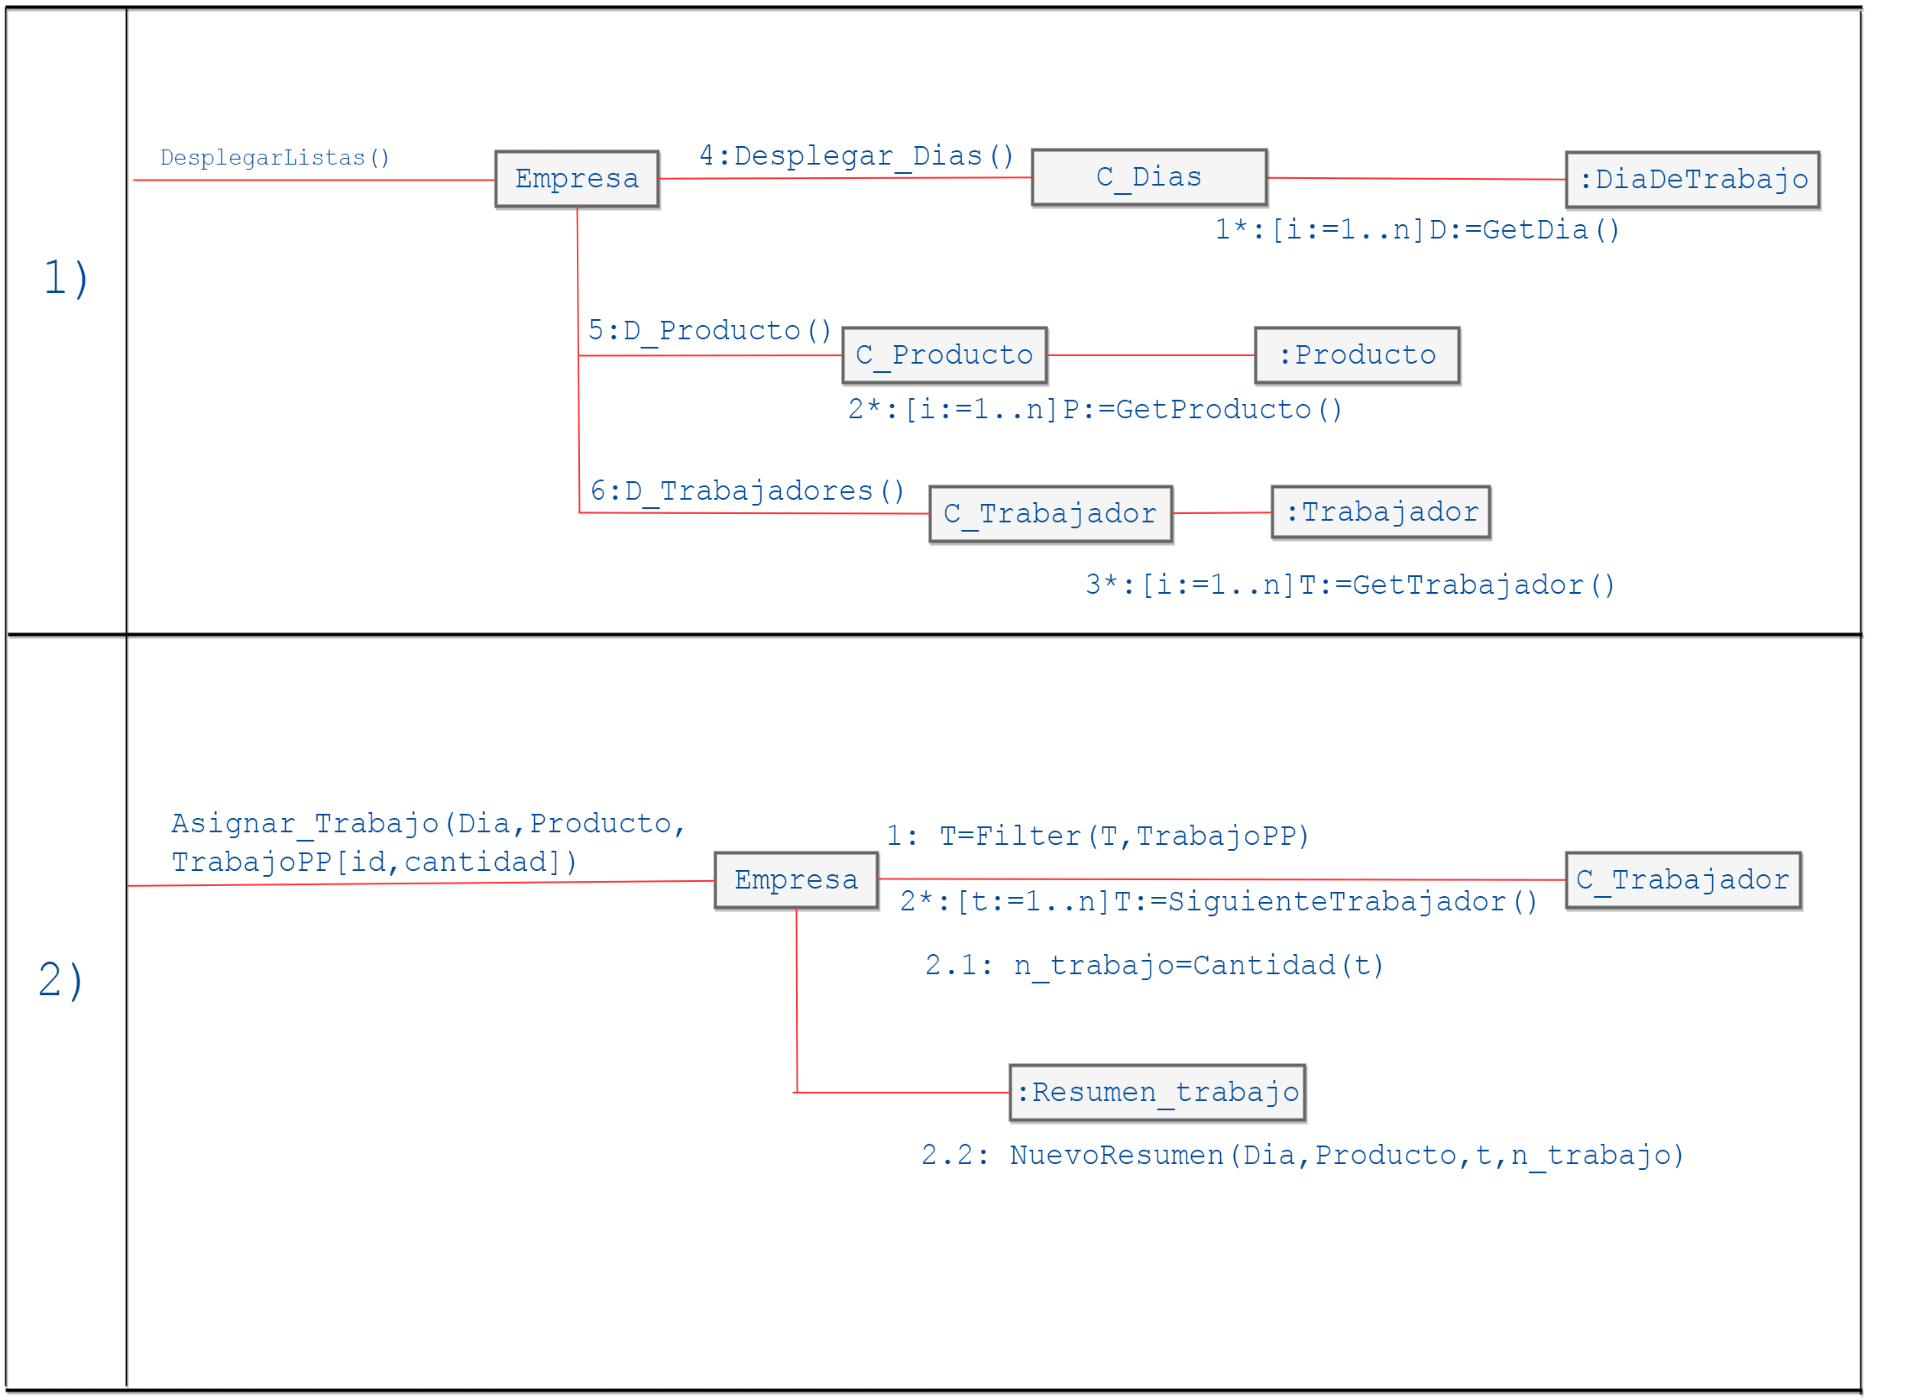 1)
DesplegarListas()
Empresa
4:Desplegar_Dias()
C_Dias
:DiaDeTrabajo
1*:[i:=1..n]D:=GetDia()
5:D_Producto()
C_Producto
:Producto
2*:[i:=1..n]P:=GetProducto()
6:D_Trabajadores()
C_Trabajador
:Trabajador
3*:[i:=1..n]T:=GetTrabajador()
2)
Asignar_Trabajo(Dia,Producto,
TrabajoPP[id,cantidad])
Empresa
1: T=Filter(T,TrabajoPP)
C_Trabajador
2*:[t:=1..n]T:=SiguienteTrabajador()
2.1: n_trabajo=Cantidad(t)
:Resumen_trabajo
2.2: NuevoResumen(Dia,Producto,t,n_trabajo)